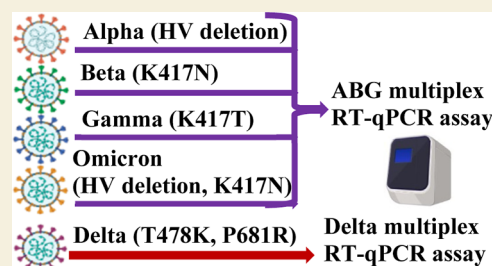 Alpha (HV deletion)
Beta (K417N)
Gamma (K417T)
Omicron
(HV deletion, K417N)
ABG multiplex
RT-qPCR assay
Delta (T478K, P681R)
Delta multiplex
RT-qPCR assay